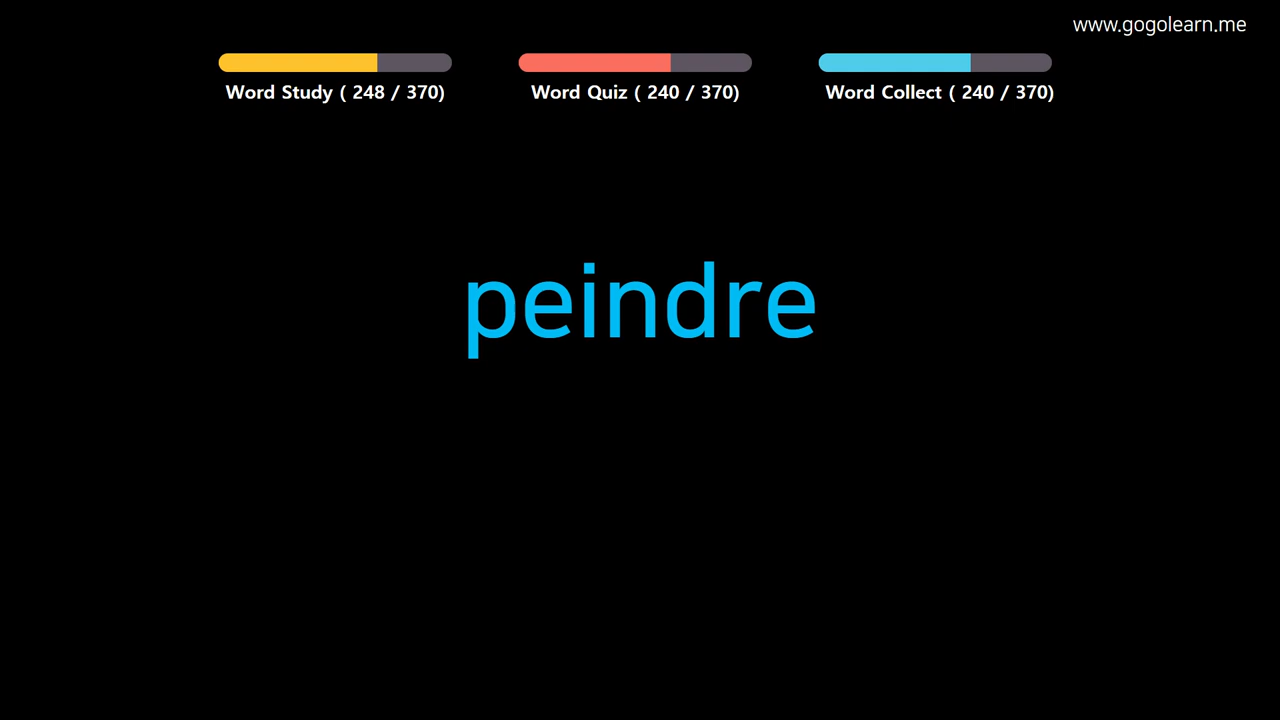 www.gogolearn.me
Word Study ( 248 / 370)
Word Quiz ( 240 / 370)
Word Collect ( 240 / 370)
peindre